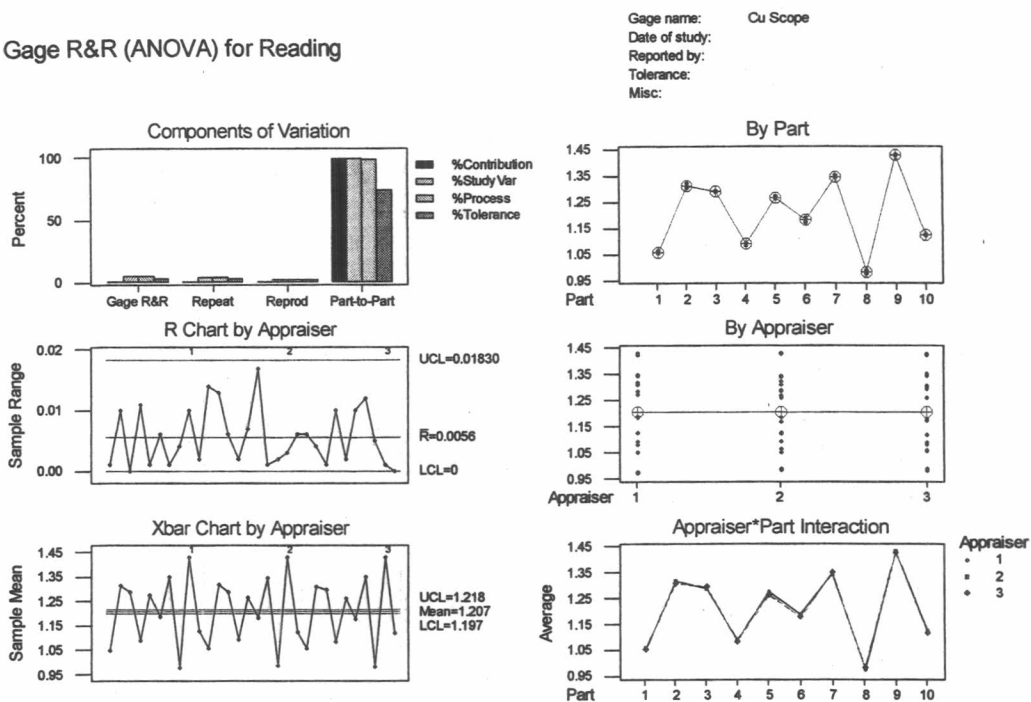 Gage R&R (ANOVA) for Reading
Gage name: Cu Scope
Date of study:
Reported by:
Tolerance:
Misc:
Components of Variation
Percent
100
50
0
Gage R&R Repeat Reprod Part-to-Part
%Contribution
%Study Var
%Process
%Tolerance
By Part
1.45
1.35
1.25
1.15
1.05
0.95
Part 1 2 3 4 5 6 7 8 9 10
R Chart by Appraiser
Sample Range
0.02
0.01
0.00
1 2 3
UCL=0.01830
R̅=0.0056
LCL=0
By Appraiser
1.45
1.35
1.25
1.15
1.05
0.95
Appraiser 1 2 3
Xbar Chart by Appraiser
Sample Mean
1.45
1.35
1.25
1.15
1.05
0.95
1 2 3
UCL=1.218
Mean=1.207
LCL=1.197
Appraiser*Part Interaction
Average
1.45
1.35
1.25
1.15
1.05
0.95
Part 1 2 3 4 5 6 7 8 9 10
Appraiser
1
2
3